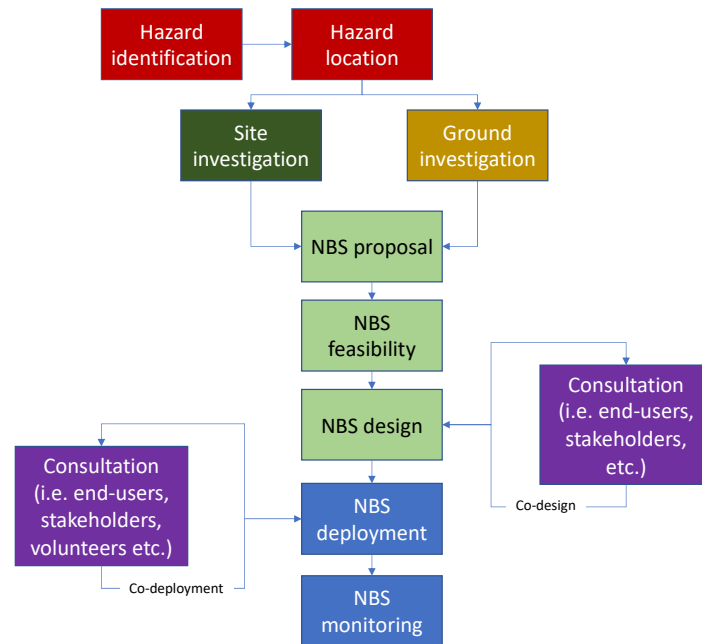 Hazard
identification
Hazard
location
Site
investigation
Ground
investigation
NBS proposal
NBS
feasibility
Consultation
(i.e. end-users,
stakeholders,
etc.)
NBS design
Co-design
Consultation
(i.e. end-users,
stakeholders,
volunteers etc.)
NBS
deployment
Co-deployment
NBS
monitoring